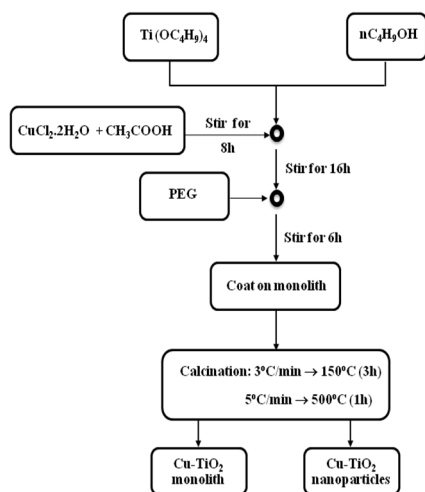 Ti(OC₄H₉)₄
nC₄H₉OH
CuCl₂.2H₂O + CH₃COOH
Stir for
8h
Stir for 16h
PEG
Stir for 6h
Coat on monolith
Calcination: 3°C/min → 150°C (3h)
5°C/min → 500°C (1h)
Cu-TiO₂
monolith
Cu-TiO₂
nanoparticles